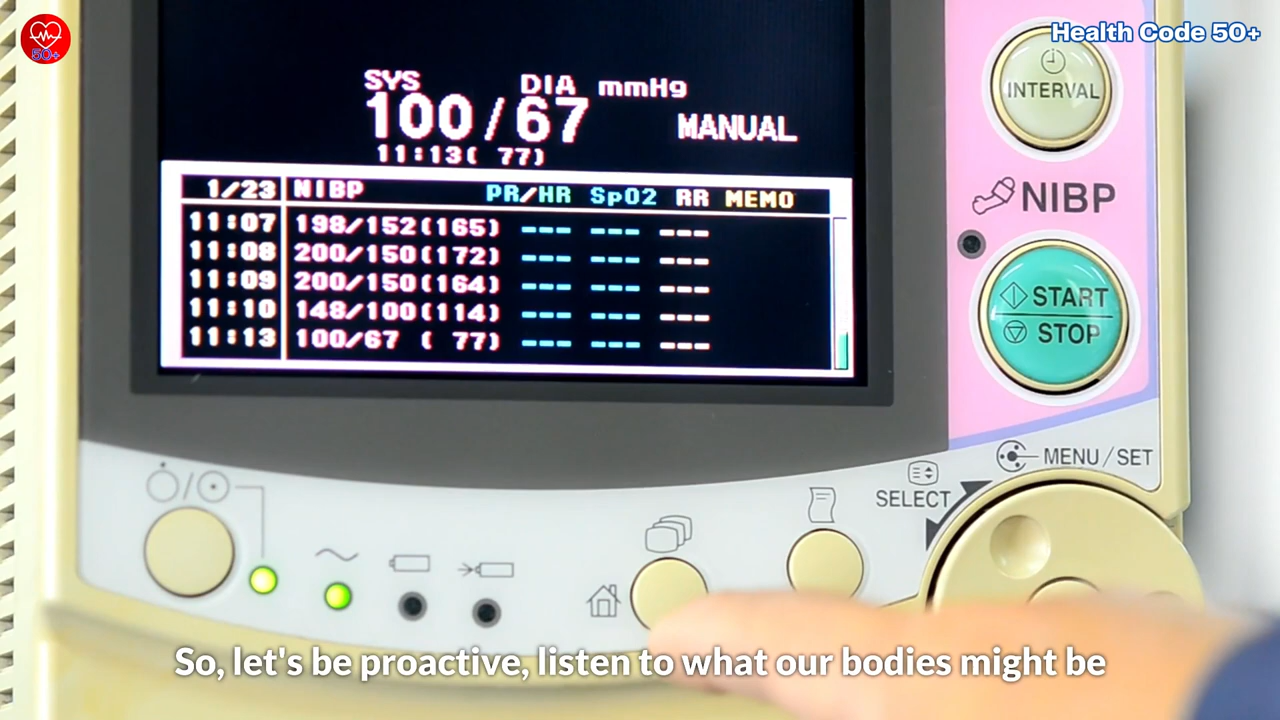 50+
Health Code 50+
SYS DIA mmHg
100/67 MANUAL
11:13( 77)
1/23 NIBP PR/HR SpO2 RR MEMO
11:07 198/152(165) --- --- ---
11:08 200/150(172) --- --- ---
11:09 200/150(164) --- --- ---
11:10 148/100(114) --- --- ---
11:13 100/67 ( 77) --- --- ---
INTERVAL
NIBP
START
STOP
MENU/SET
SELECT
So, let's be proactive, listen to what our bodies might be